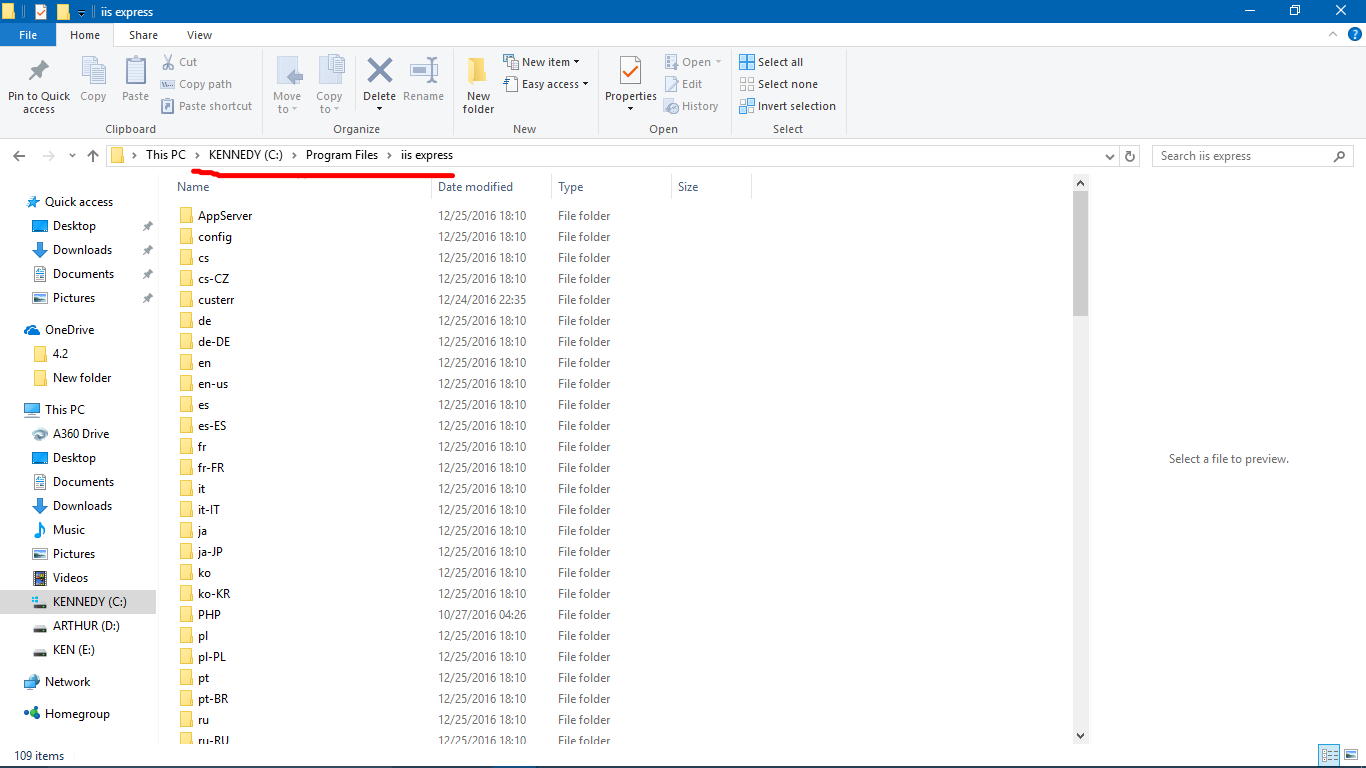 iis express
File Home Share View
Pin to Quick access
Copy
Paste
Cut
Copy path
Paste shortcut
Clipboard
Move to
Copy to
Delete
Rename
Organize
New folder
New item
Easy access
New
Properties
Open
Edit
History
Open
Select all
Select none
Invert selection
Select
This PC > KENNEDY (C:) > Program Files > iis express
Search iis express
Quick access
Desktop
Downloads
Documents
Pictures
OneDrive
4.2
New folder
This PC
A360 Drive
Desktop
Documents
Downloads
Music
Pictures
Videos
KENNEDY (C:)
ARTHUR (D:)
KEN (E:)
Network
Homegroup
Name Date modified Type Size
AppServer 12/25/2016 18:10 File folder
config 12/25/2016 18:10 File folder
cs 12/25/2016 18:10 File folder
cs-CZ 12/25/2016 18:10 File folder
custerr 12/24/2016 22:35 File folder
de 12/25/2016 18:10 File folder
de-DE 12/25/2016 18:10 File folder
en 12/25/2016 18:10 File folder
en-us 12/25/2016 18:10 File folder
es 12/25/2016 18:10 File folder
es-ES 12/25/2016 18:10 File folder
fr 12/25/2016 18:10 File folder
fr-FR 12/25/2016 18:10 File folder
it 12/25/2016 18:10 File folder
it-IT 12/25/2016 18:10 File folder
ja 12/25/2016 18:10 File folder
ja-JP 12/25/2016 18:10 File folder
ko 12/25/2016 18:10 File folder
ko-KR 12/25/2016 18:10 File folder
PHP 10/27/2016 04:26 File folder
pl 12/25/2016 18:10 File folder
pl-PL 12/25/2016 18:10 File folder
pt 12/25/2016 18:10 File folder
pt-BR 12/25/2016 18:10 File folder
ru 12/25/2016 18:10 File folder
ru-RU 12/25/2016 18:10 File folder
Select a file to preview.
109 items